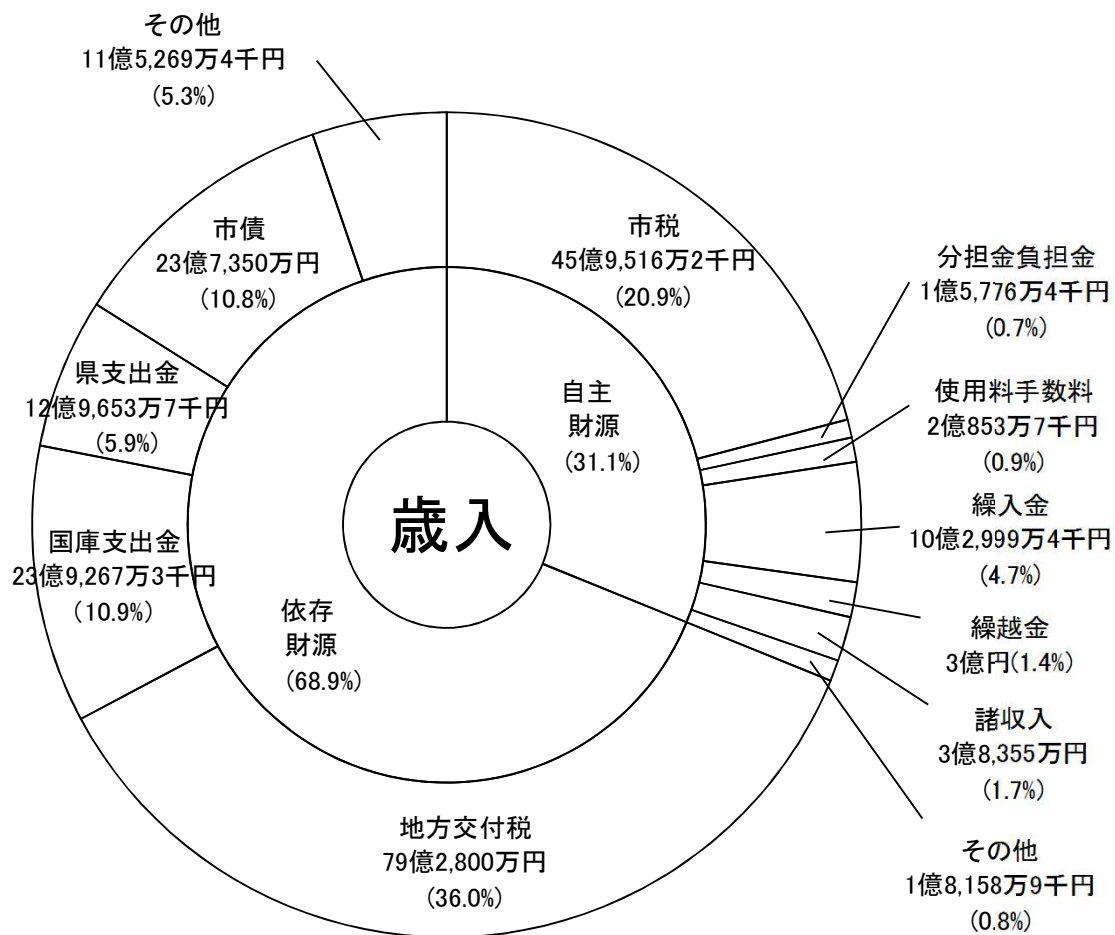 その他
11億5,269万4千円
(5.3%)
市債
23億7,350万円
(10.8%)
市税
45億9,516万2千円
(20.9%)
分担金負担金
1億5,776万4千円
(0.7%)
使用料手数料
2億853万7千円
(0.9%)
県支出金
12億9,653万7千円
(5.9%)
自主
財源
(31.1%)
歳入
繰入金
10億2,999万4千円
(4.7%)
国庫支出金
23億9,267万3千円
(10.9%)
依存
財源
(68.9%)
繰越金
3億円(1.4%)
諸収入
3億8,355万円
(1.7%)
地方交付税
79億2,800万円
(36.0%)
その他
1億8,158万9千円
(0.8%)